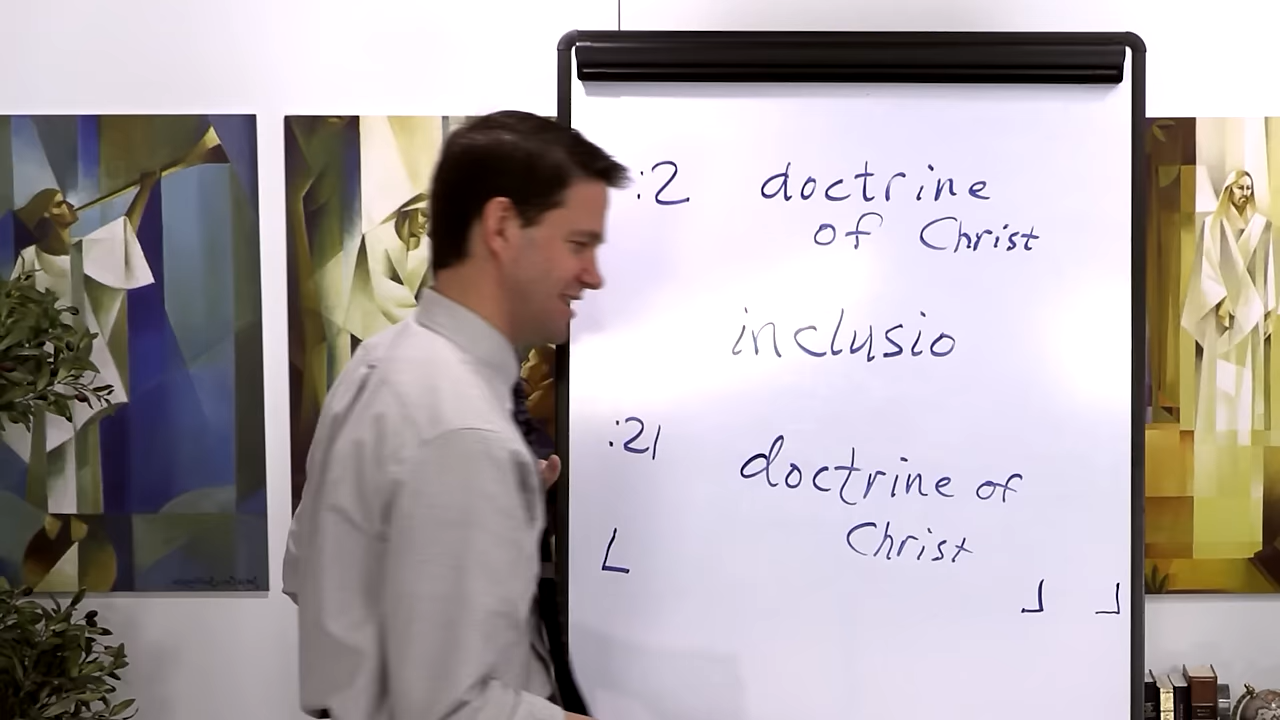 :2 doctrine
of Christ
inclusio
:21 doctrine of
Christ